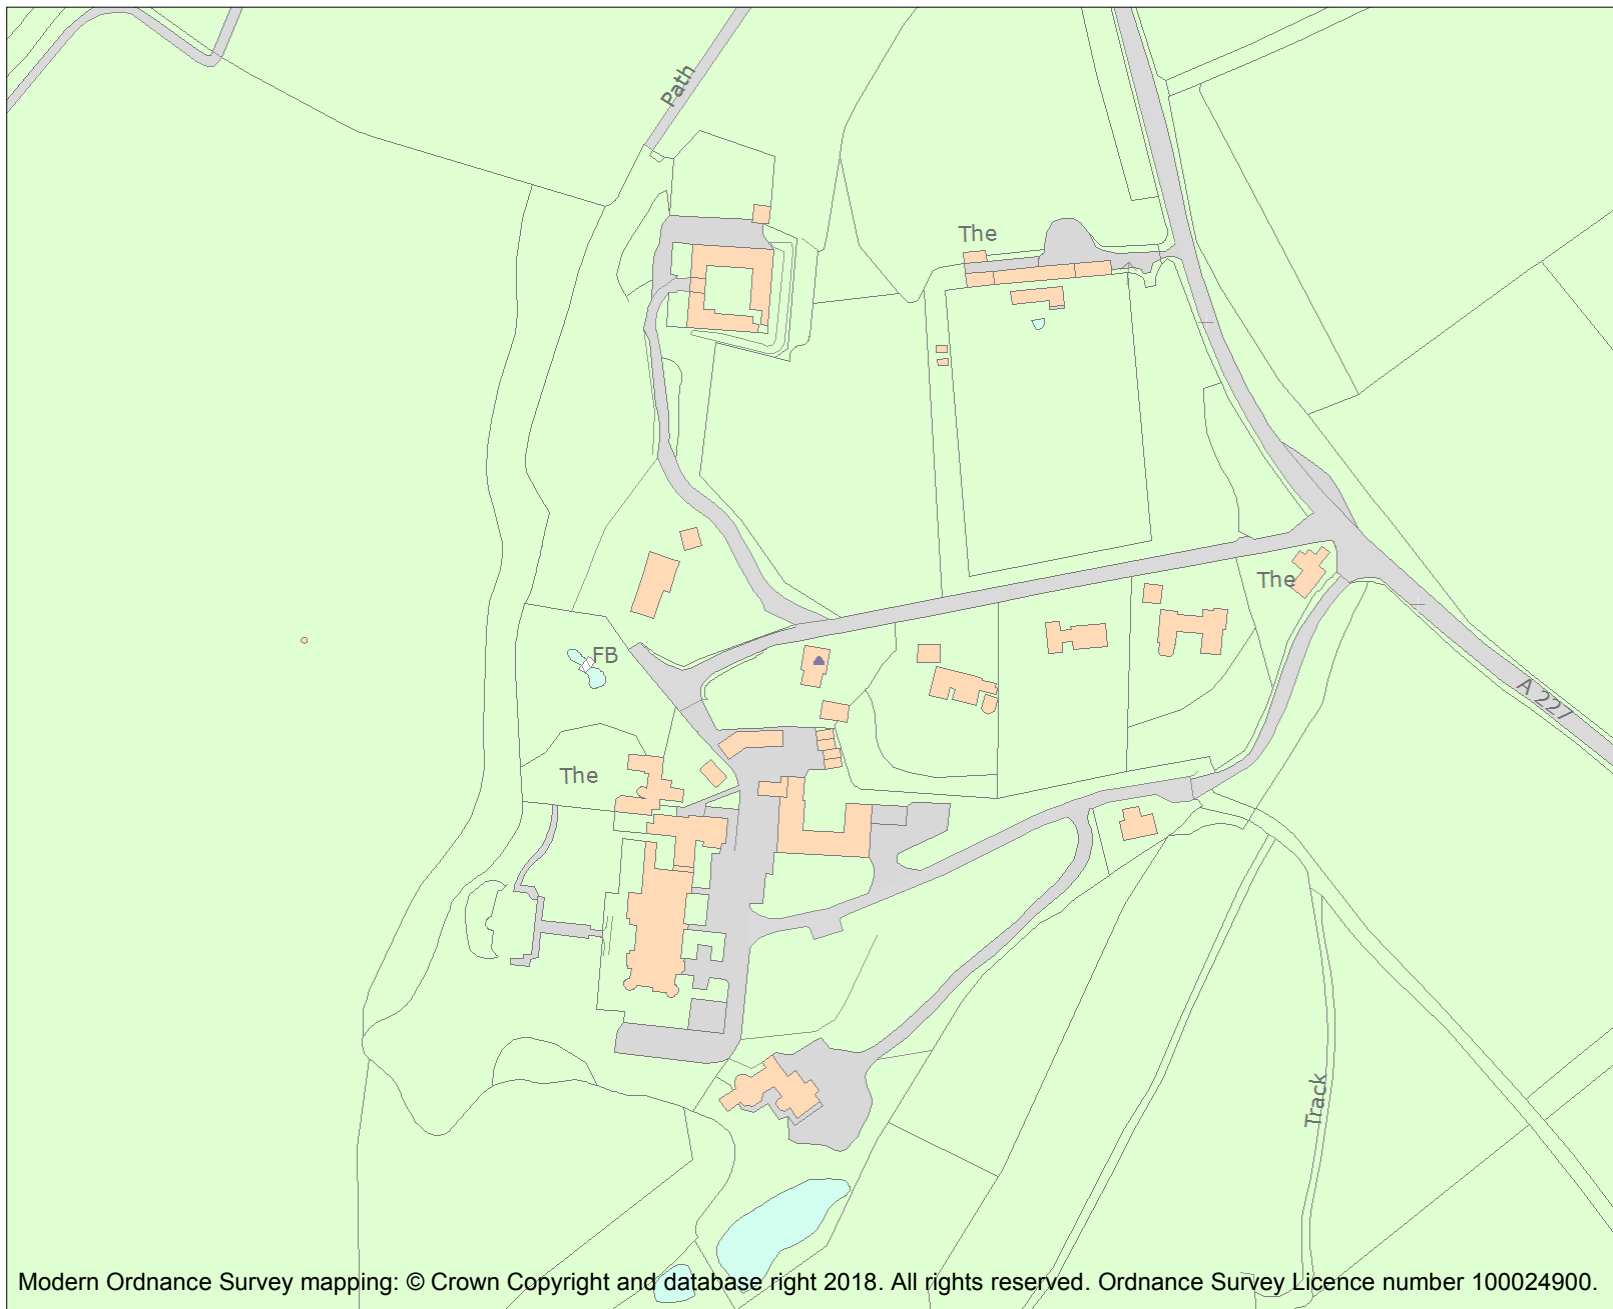 Path
The
The
FB
A 227
The
Track
Modern Ordnance Survey mapping: © Crown Copyright and database right 2018. All rights reserved. Ordnance Survey Licence number 100024900.